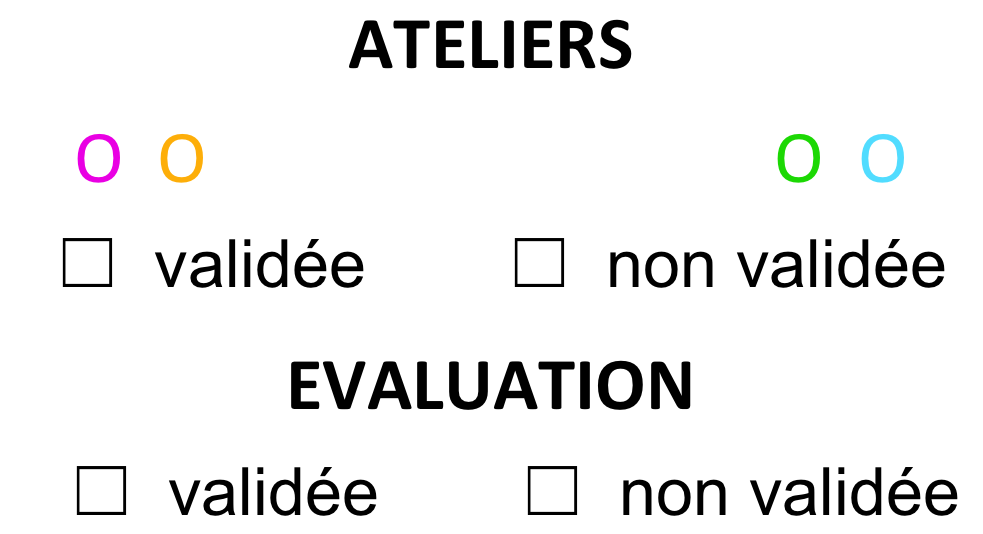 ATELIERS
O O O O
☐ validée ☐ non validée
EVALUATION
☐ validée ☐ non validée